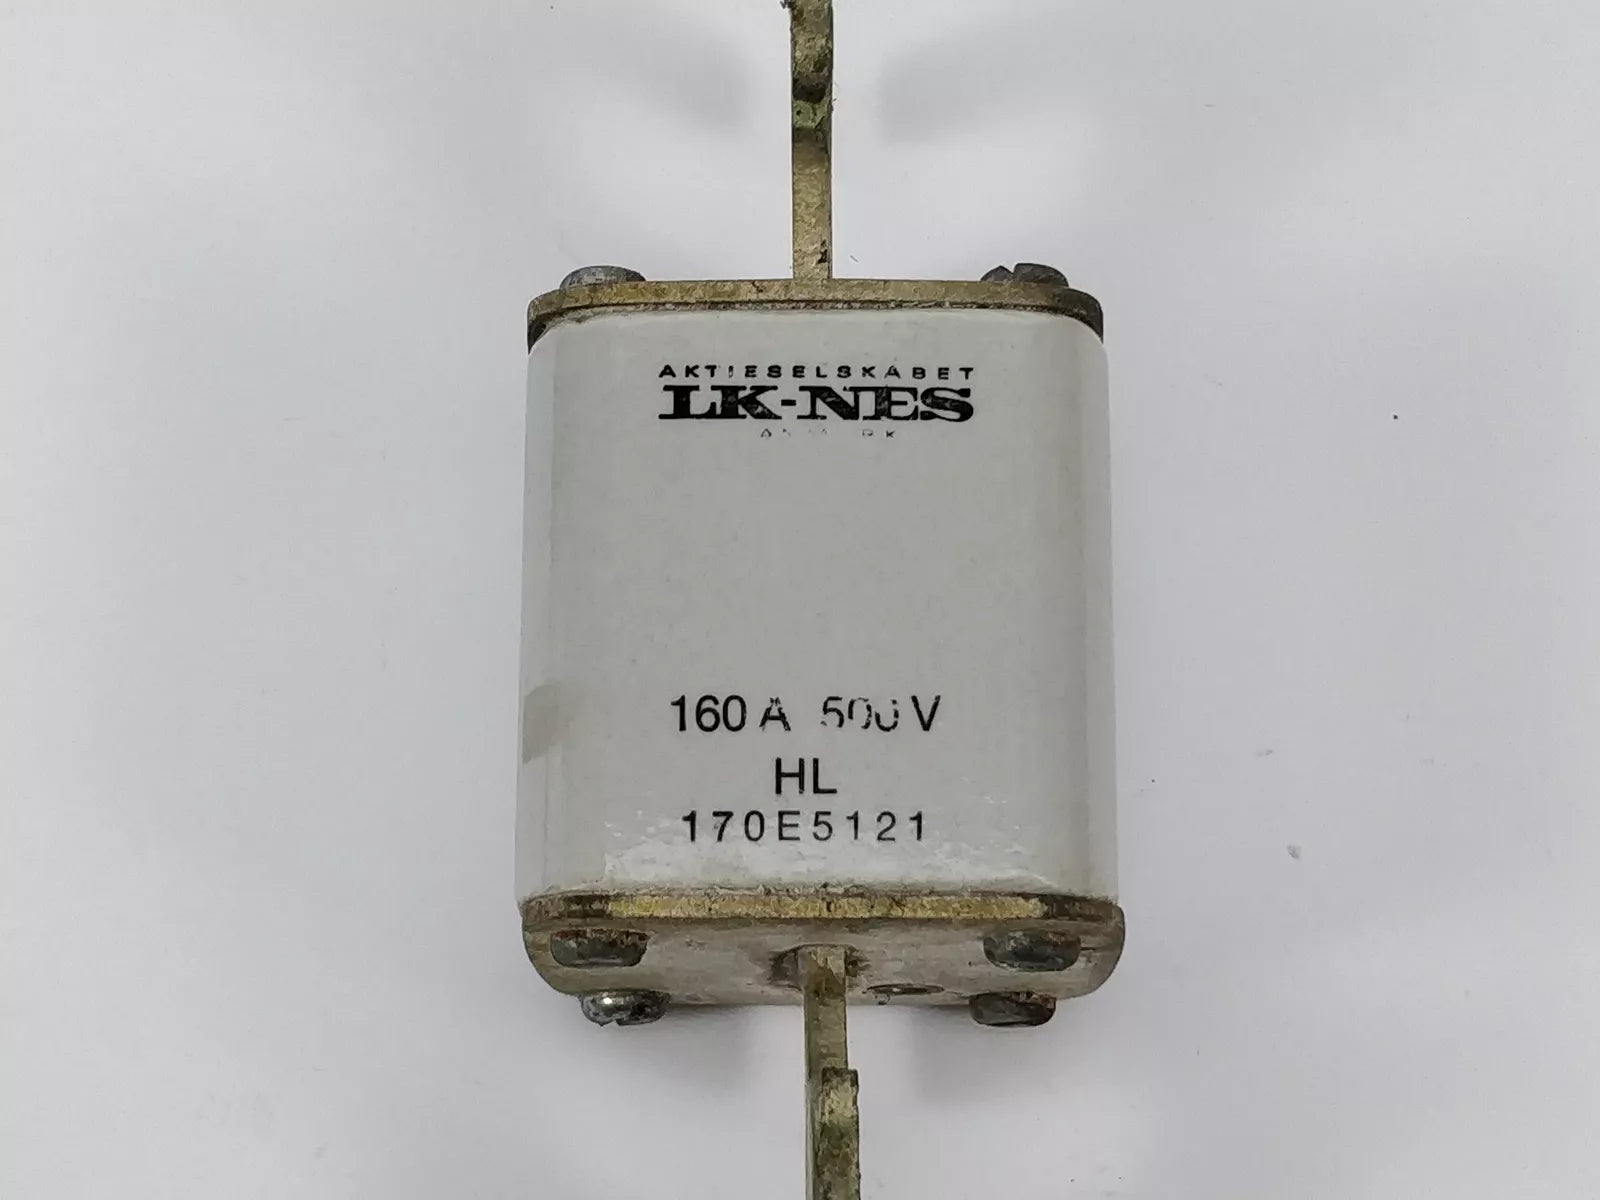 AKTIESELSKABET
LK-NES
160 A 500 V
HL
170E5121